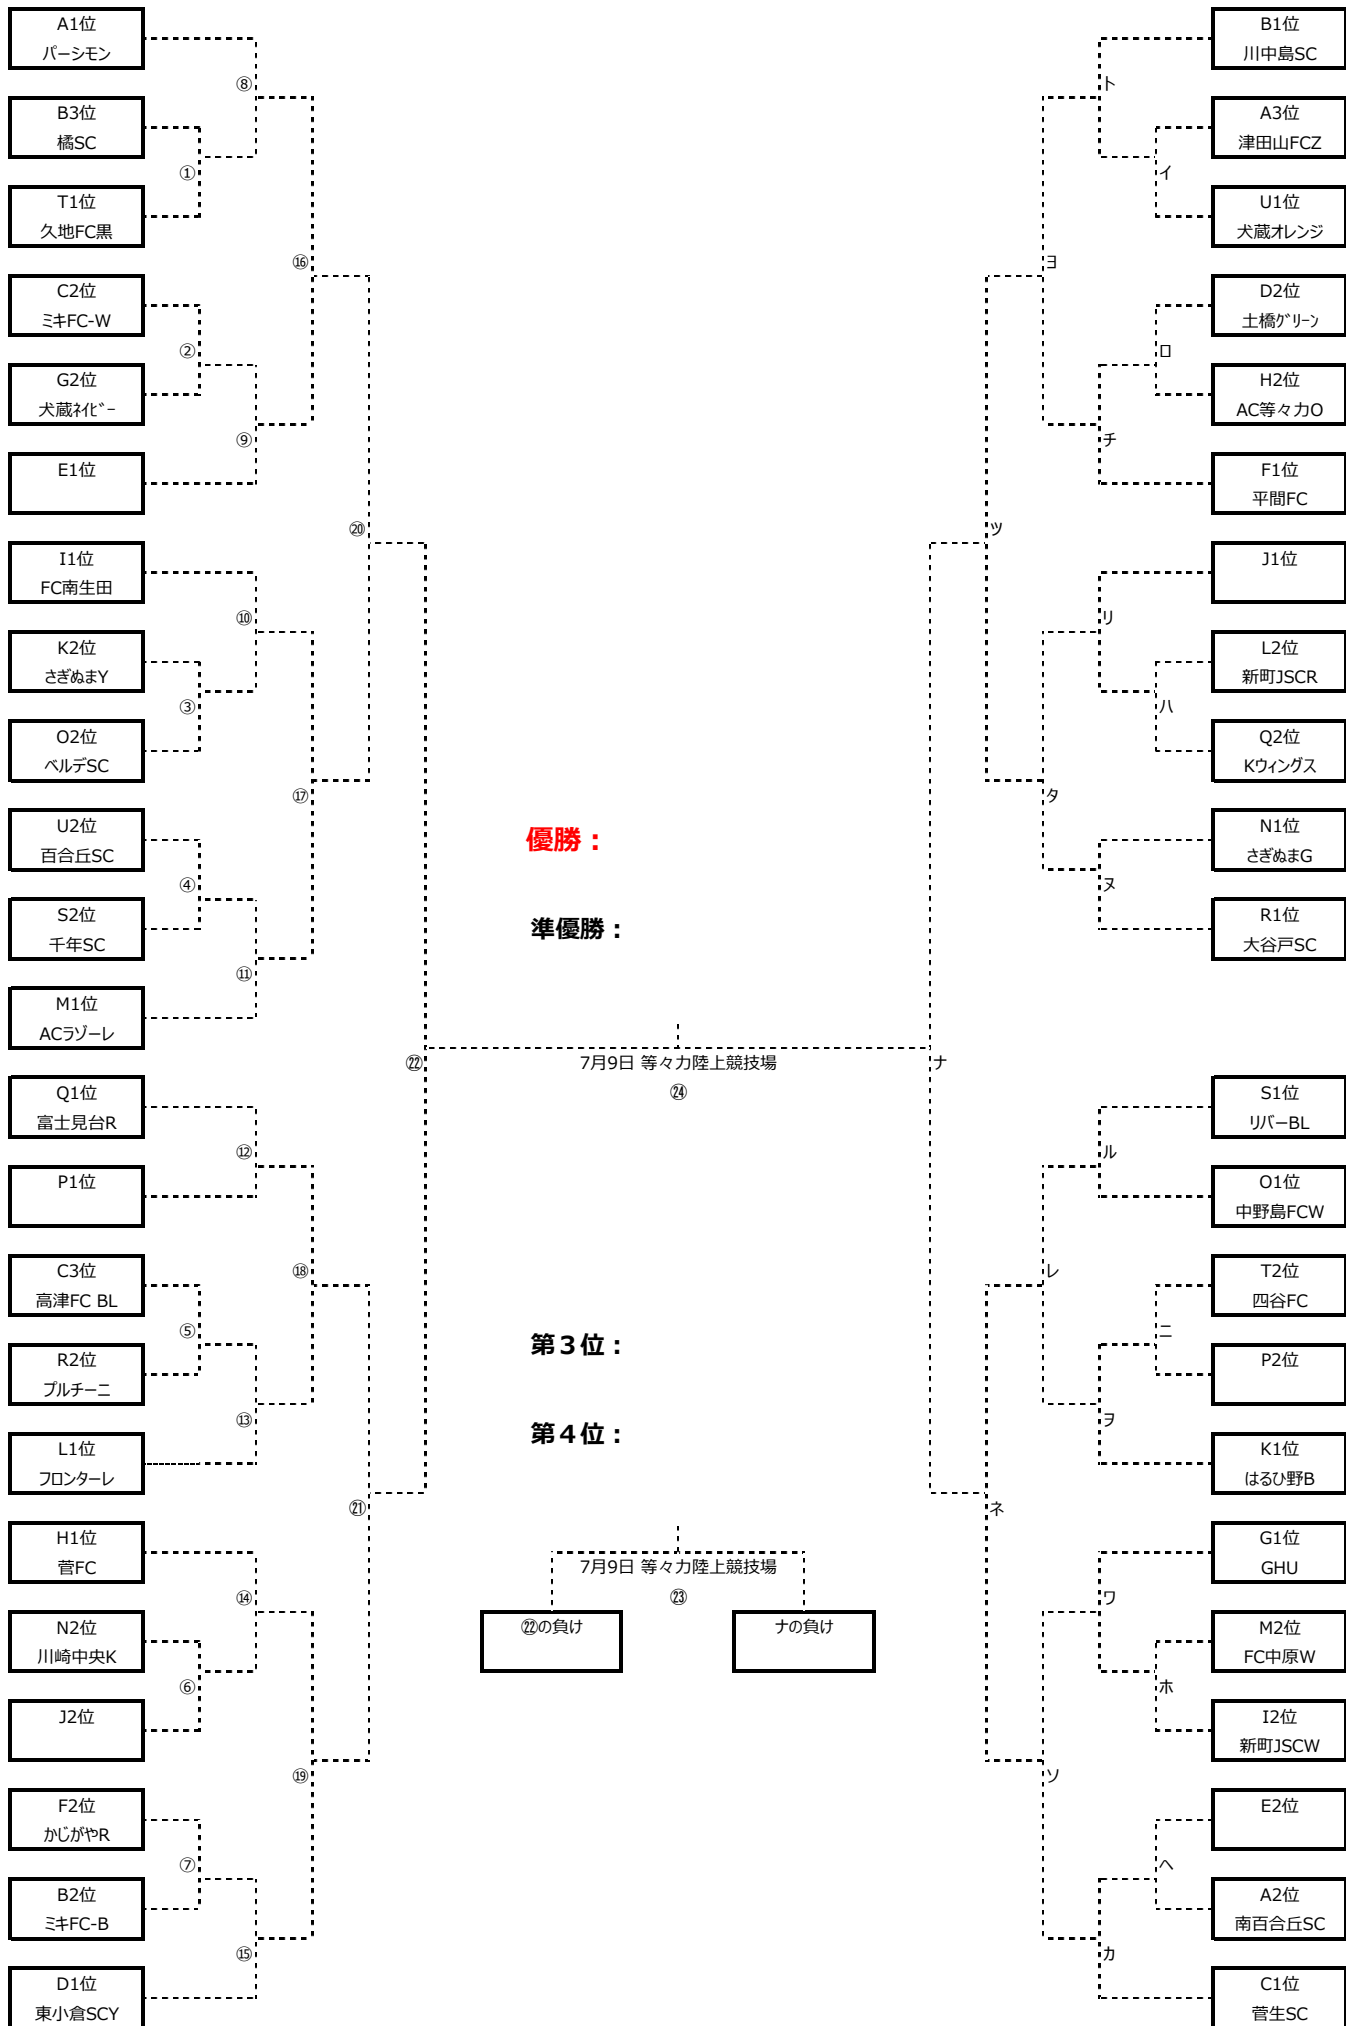 A1位
パーシモン
⑧
B3位
橘SC
①
T1位
久地FC黒
⑯
C2位
ミキFC-W
②
G2位
犬蔵ﾈｲﾋﾞｰ
⑨
E1位
⑳
I1位
FC南生田
⑩
K2位
さぎぬまY
③
O2位
ベルデSC
⑰
U2位
百合丘SC
④
S2位
千年SC
⑪
M1位
ACラゾーレ
㉒
Q1位
富士見台R
⑫
P1位
C3位
高津FC BL
⑱
⑤
R2位
プルチーニ
⑬
L1位
フロンターレ
㉑
H1位
菅FC
⑭
N2位
川崎中央K
⑥
J2位
⑲
F2位
かじがやR
⑦
B2位
ミキFC-B
⑮
D1位
東小倉SCY
優勝：
準優勝：
7月9日 等々力陸上競技場
㉔
第３位：
第４位：
7月9日 等々力陸上競技場
㉓
㉒の負け
ナの負け
B1位
川中島SC
ト
A3位
津田山FCZ
イ
U1位
犬蔵オレンジ
ヨ
D2位
土橋ｸﾞﾘｰﾝ
ロ
H2位
AC等々力O
チ
F1位
平間FC
ツ
J1位
リ
L2位
新町JSCR
ハ
Q2位
Kウィングス
タ
N1位
さぎぬまG
ヌ
R1位
大谷戸SC
ナ
S1位
リバーBL
ル
O1位
中野島FCW
レ
T2位
四谷FC
ニ
P2位
ヲ
K1位
はるひ野B
ネ
G1位
GHU
ワ
M2位
FC中原W
ホ
I2位
新町JSCW
ソ
E2位
ヘ
A2位
南百合丘SC
カ
C1位
菅生SC